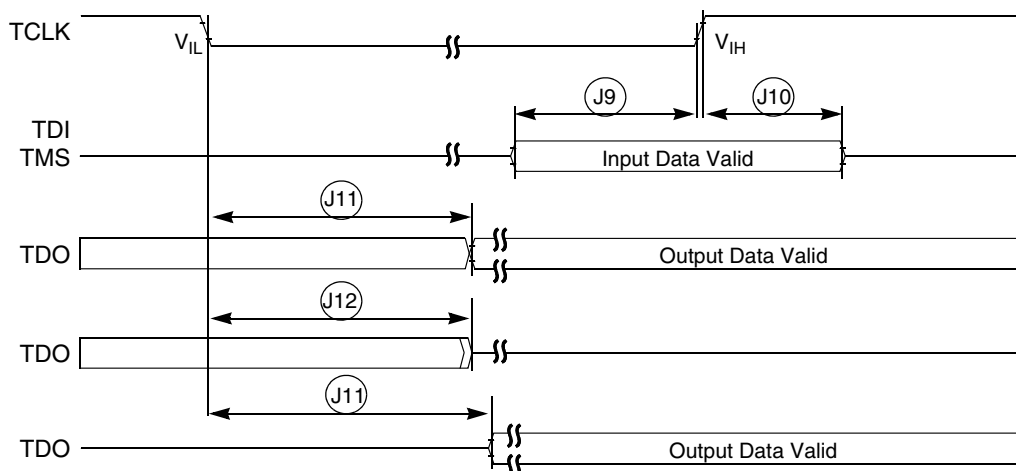 TCLK
VIL
VIH
J9
J10
TDI
TMS
Input Data Valid
J11
TDO
Output Data Valid
J12
TDO
J11
TDO
Output Data Valid